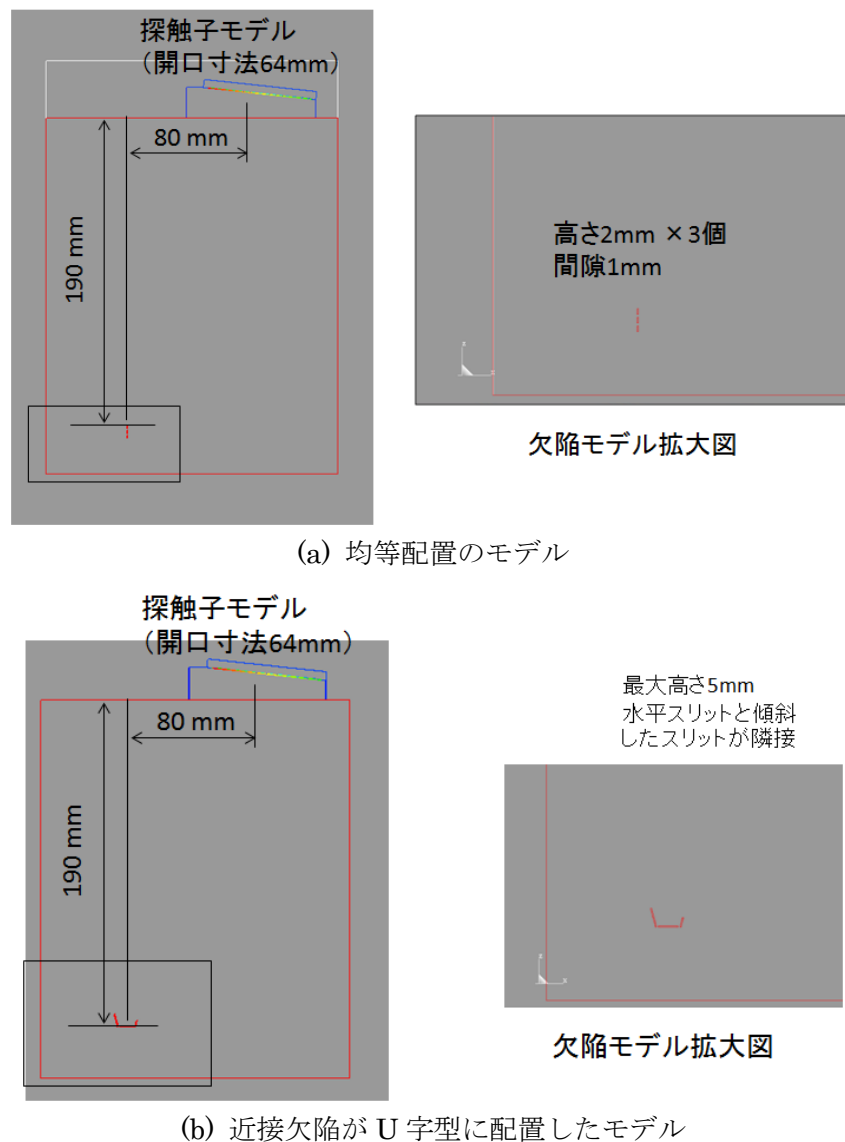 探触子モデル
（開口寸法64mm）
80 mm
190 mm
高さ2mm ×3個
間隙1mm
欠陥モデル拡大図
(a) 均等配置のモデル
探触子モデル
（開口寸法64mm）
80 mm
190 mm
最大高さ5mm
水平スリットと傾斜
したスリットが隣接
欠陥モデル拡大図
(b) 近接欠陥が U 字型に配置したモデル